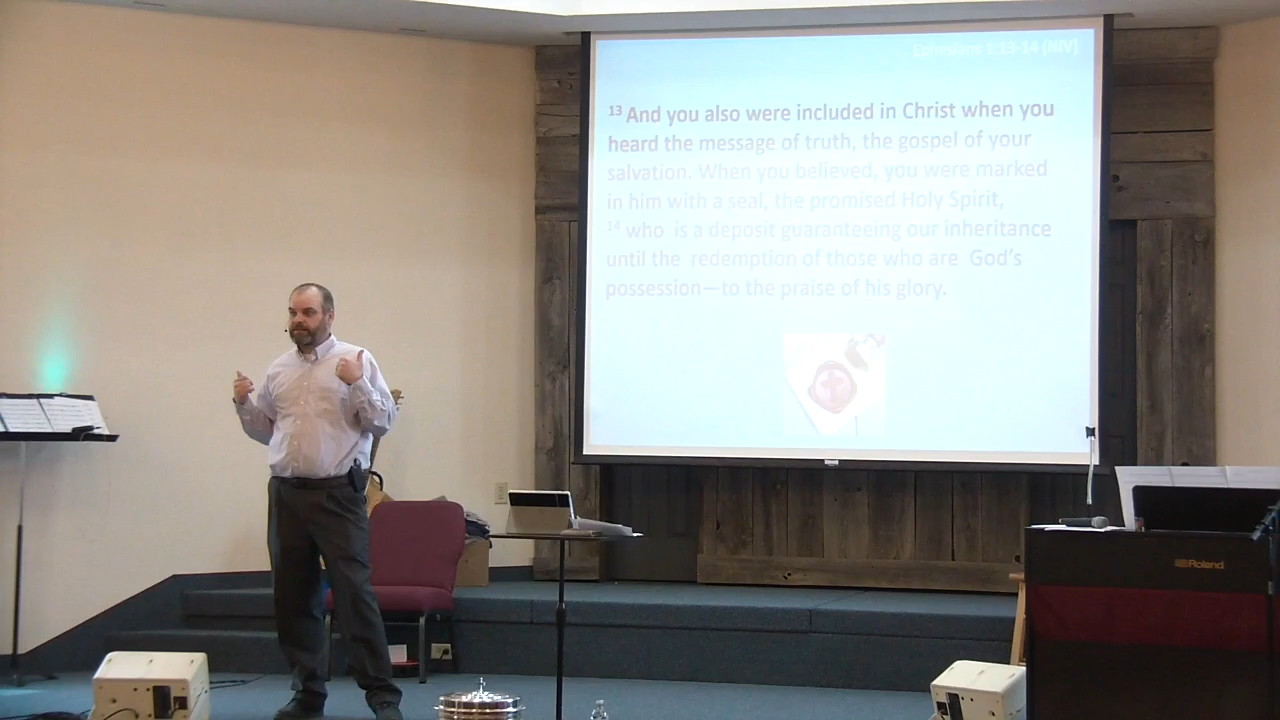 Ephesians 1:13-14 (NIV)
13 And you also were included in Christ when you
heard the message of truth, the gospel of your
salvation. When you believed, you were marked
in him with a seal, the promised Holy Spirit,
14 who is a deposit guaranteeing our inheritance
until the redemption of those who are God's
possession—to the praise of his glory.
Roland